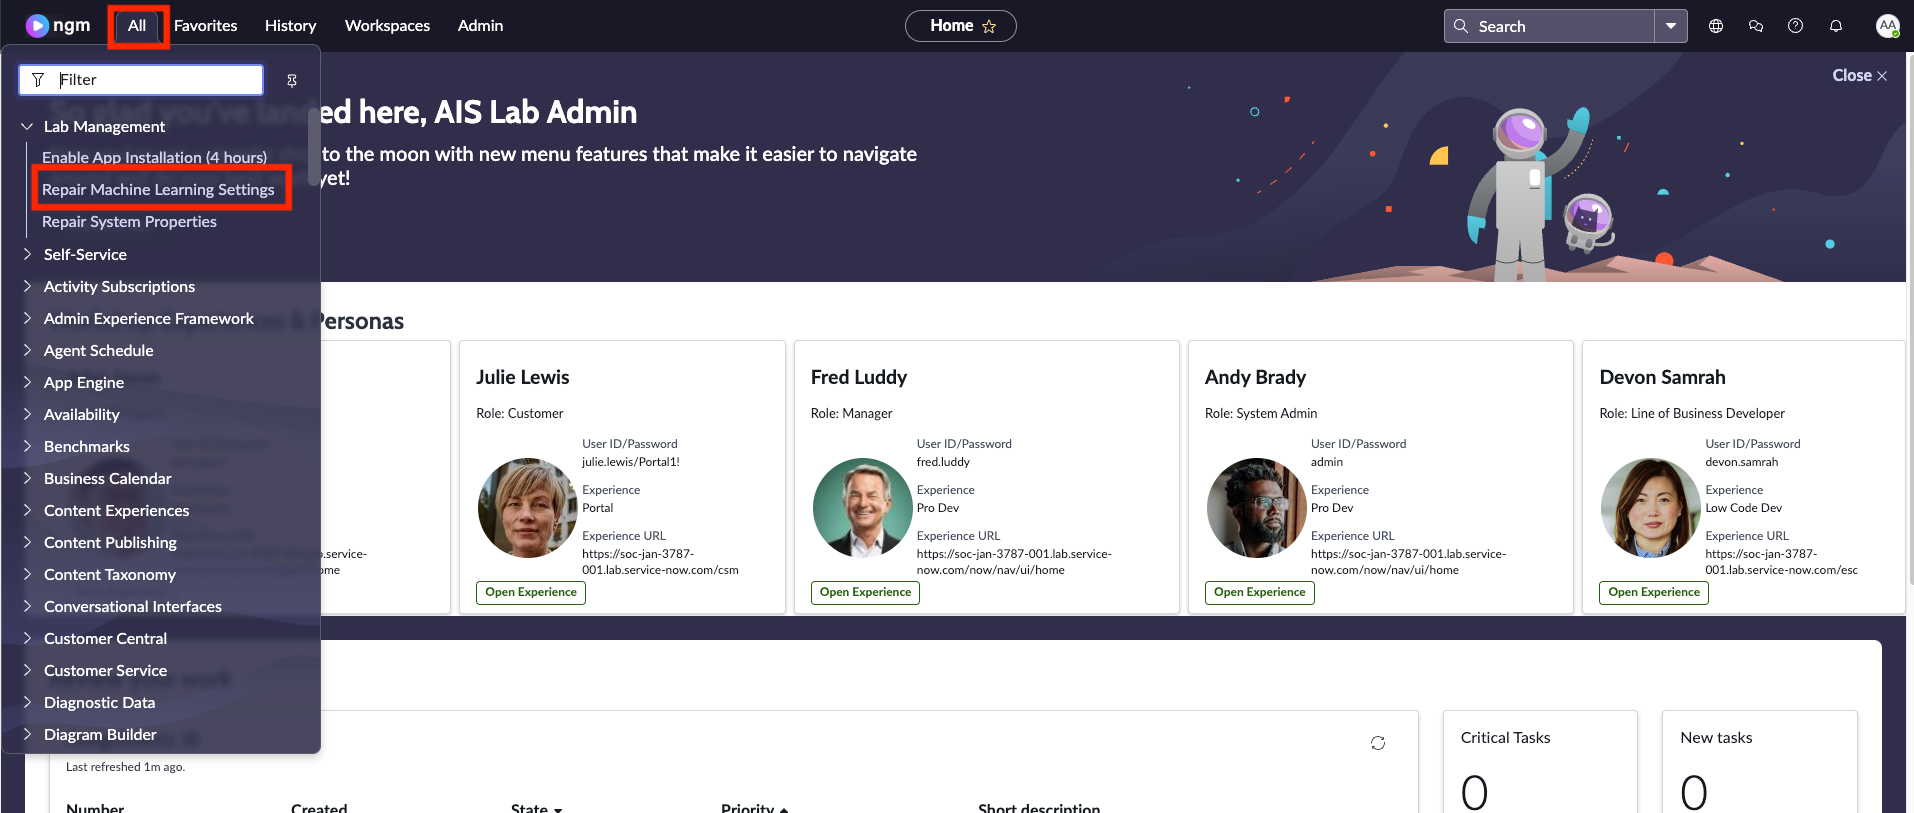 ngm
All
Favorites
History
Workspaces
Admin
Home
Search
AA
Filter
Close
ed here, AIS Lab Admin
to the moon with new menu features that make it easier to navigate
yet!
Lab Management
Enable App Installation (4 hours)
Repair Machine Learning Settings
Repair System Properties
Self-Service
Activity Subscriptions
Admin Experience Framework
Agent Schedule
App Engine
Availability
Benchmarks
Business Calendar
Content Experiences
Content Publishing
Content Taxonomy
Conversational Interfaces
Customer Central
Customer Service
Diagnostic Data
Diagram Builder
& Personas
Julie Lewis
Role: Customer
User ID/Password
julie.lewis/Portal1!
Experience
Portal
Experience URL
https://soc-jan-3787-
001.lab.service-now.com/csm
Open Experience
Fred Luddy
Role: Manager
User ID/Password
fred.luddy
Experience
Pro Dev
Experience URL
https://soc-jan-3787-001.lab.service-
now.com/now/nav/ui/home
Open Experience
Andy Brady
Role: System Admin
User ID/Password
admin
Experience
Pro Dev
Experience URL
https://soc-jan-3787-001.lab.service-
now.com/now/nav/ui/home
Open Experience
Devon Samrah
Role: Line of Business Developer
User ID/Password
devon.samrah
Experience
Low Code Dev
Experience URL
https://soc-jan-3787-
001.lab.service-now.com/esc
Open Experience
work
Last refreshed 1m ago.
Number
Created
State
Priority
Short description
Critical Tasks
0
New tasks
0